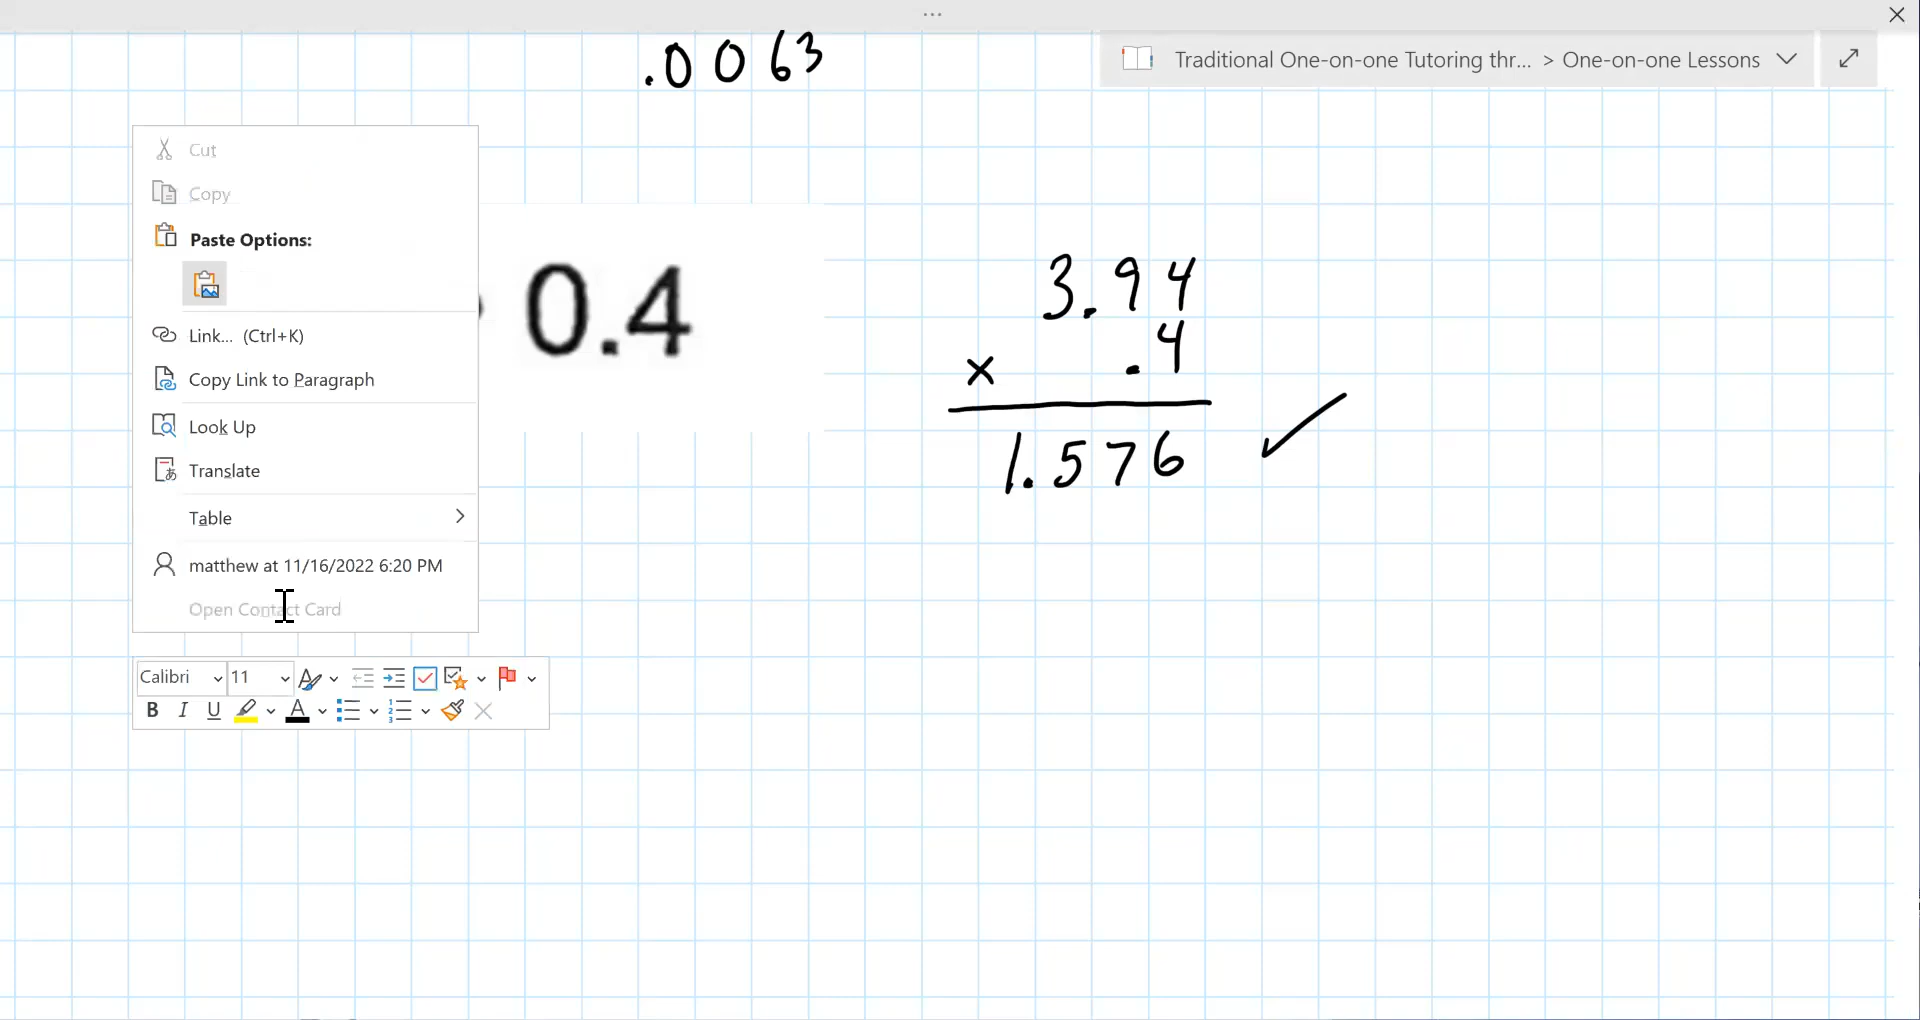 ...
.0063
Traditional One-on-one Tutoring thr... > One-on-one Lessons
Cut
Copy
Paste Options:
Link... (Ctrl+K)
Copy Link to Paragraph
Look Up
Translate
Table
matthew at 11/16/2022 6:20 PM
Open Contact Card
0.4
3.94
x .4
1.576
Calibri 11
B I U A